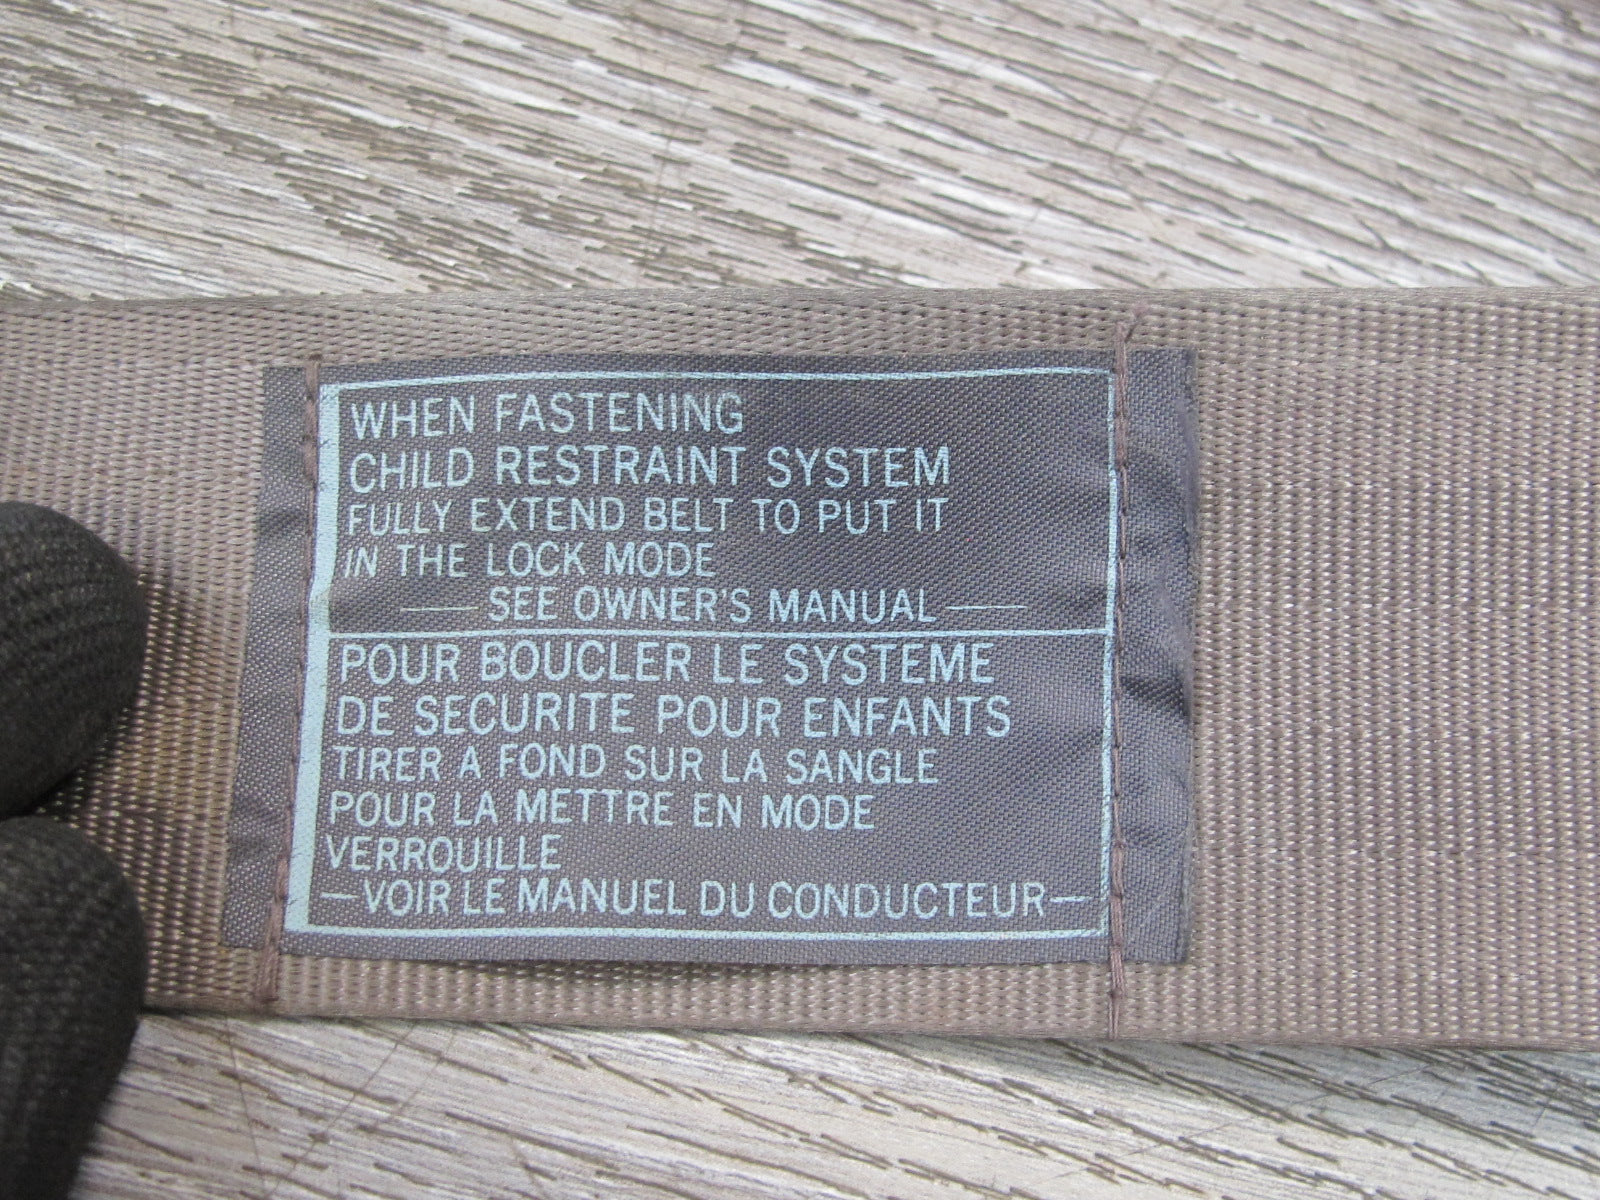 WHEN FASTENING
CHILD RESTRAINT SYSTEM
FULLY EXTEND BELT TO PUT IT
IN THE LOCK MODE
— SEE OWNER'S MANUAL —
POUR BOUCLER LE SYSTEME
DE SECURITE POUR ENFANTS
TIRER A FOND SUR LA SANGLE
POUR LA METTRE EN MODE
VERROUILLE
—VOIR LE MANUEL DU CONDUCTEUR—